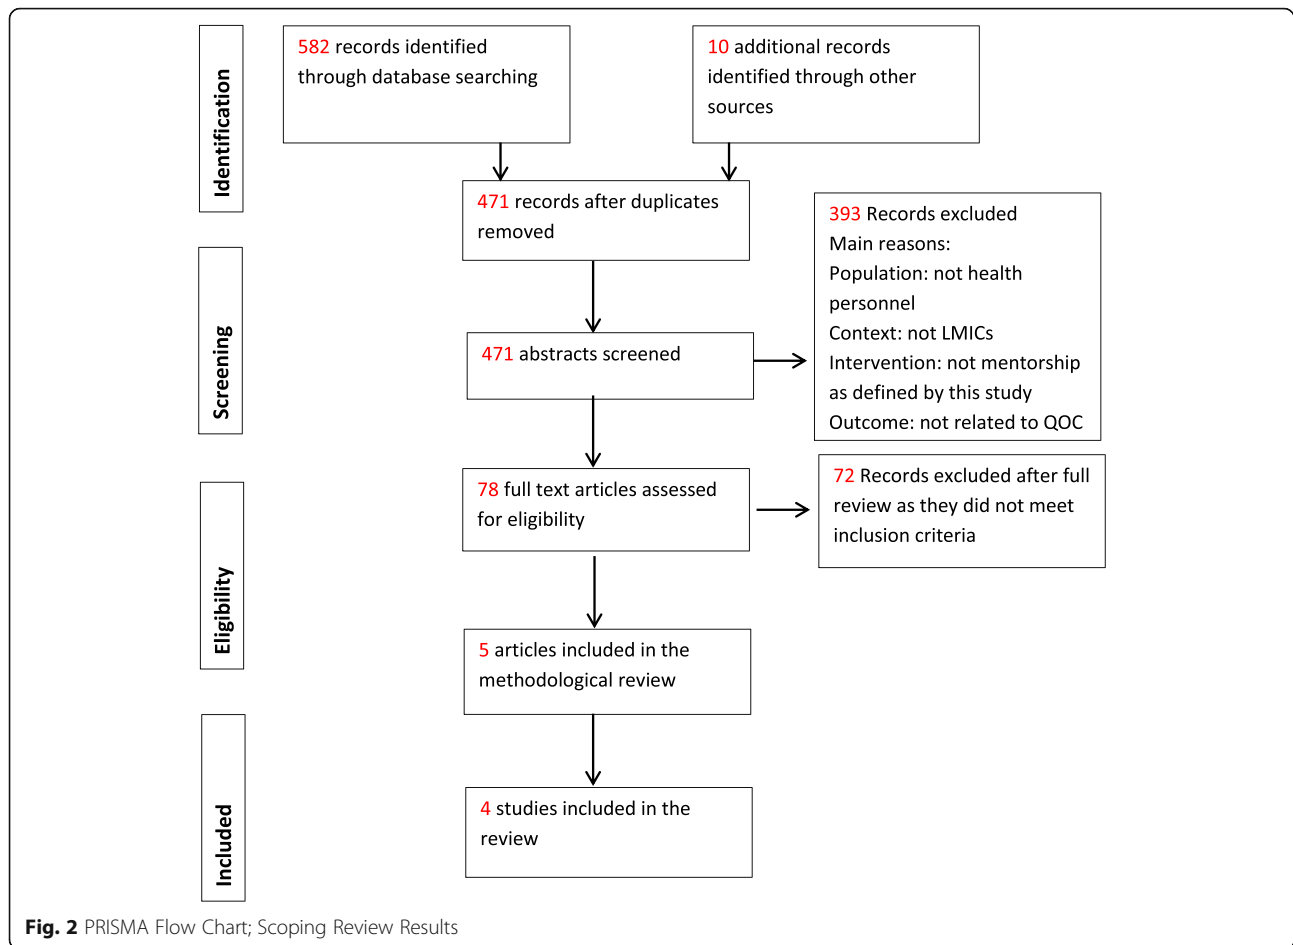 Identification
582 records identified
through database searching
10 additional records
identified through other
sources
471 records after duplicates
removed
Screening
471 abstracts screened
393 Records excluded
Main reasons:
Population: not health
personnel
Context: not LMICs
Intervention: not mentorship
as defined by this study
Outcome: not related to QOC
Eligibility
78 full text articles assessed
for eligibility
72 Records excluded after full
review as they did not meet
inclusion criteria
5 articles included in the
methodological review
Included
4 studies included in the
review
Fig. 2 PRISMA Flow Chart; Scoping Review Results